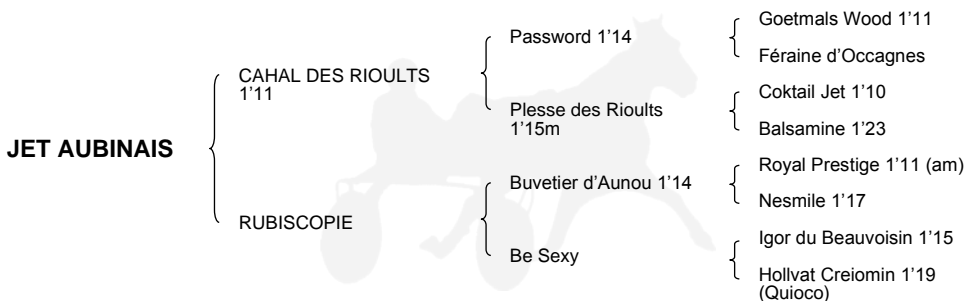 Goetmals Wood 1’11
Password 1’14
Féraine d’Occagnes
CAHAL DES RIOULTS
1’11
Coktail Jet 1’10
Plesse des Rioults
1’15m
Balsamine 1’23
JET AUBINAIS
Royal Prestige 1’11 (am)
Buvetier d’Aunou 1’14
Nesmile 1’17
RUBISCOPIE
Igor du Beauvoisin 1’15
Be Sexy
Hollvat Creiomin 1’19
(Quioco)